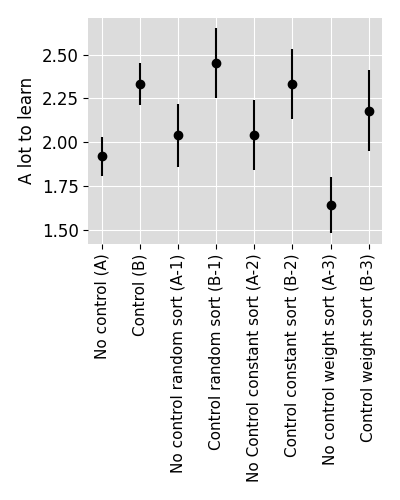 A lot to learn
2.50
2.25
2.00
1.75
1.50
No control (A)
Control (B)
No control random sort (A-1)
Control random sort (B-1)
No Control constant sort (A-2)
Control constant sort (B-2)
No control weight sort (A-3)
Control weight sort (B-3)